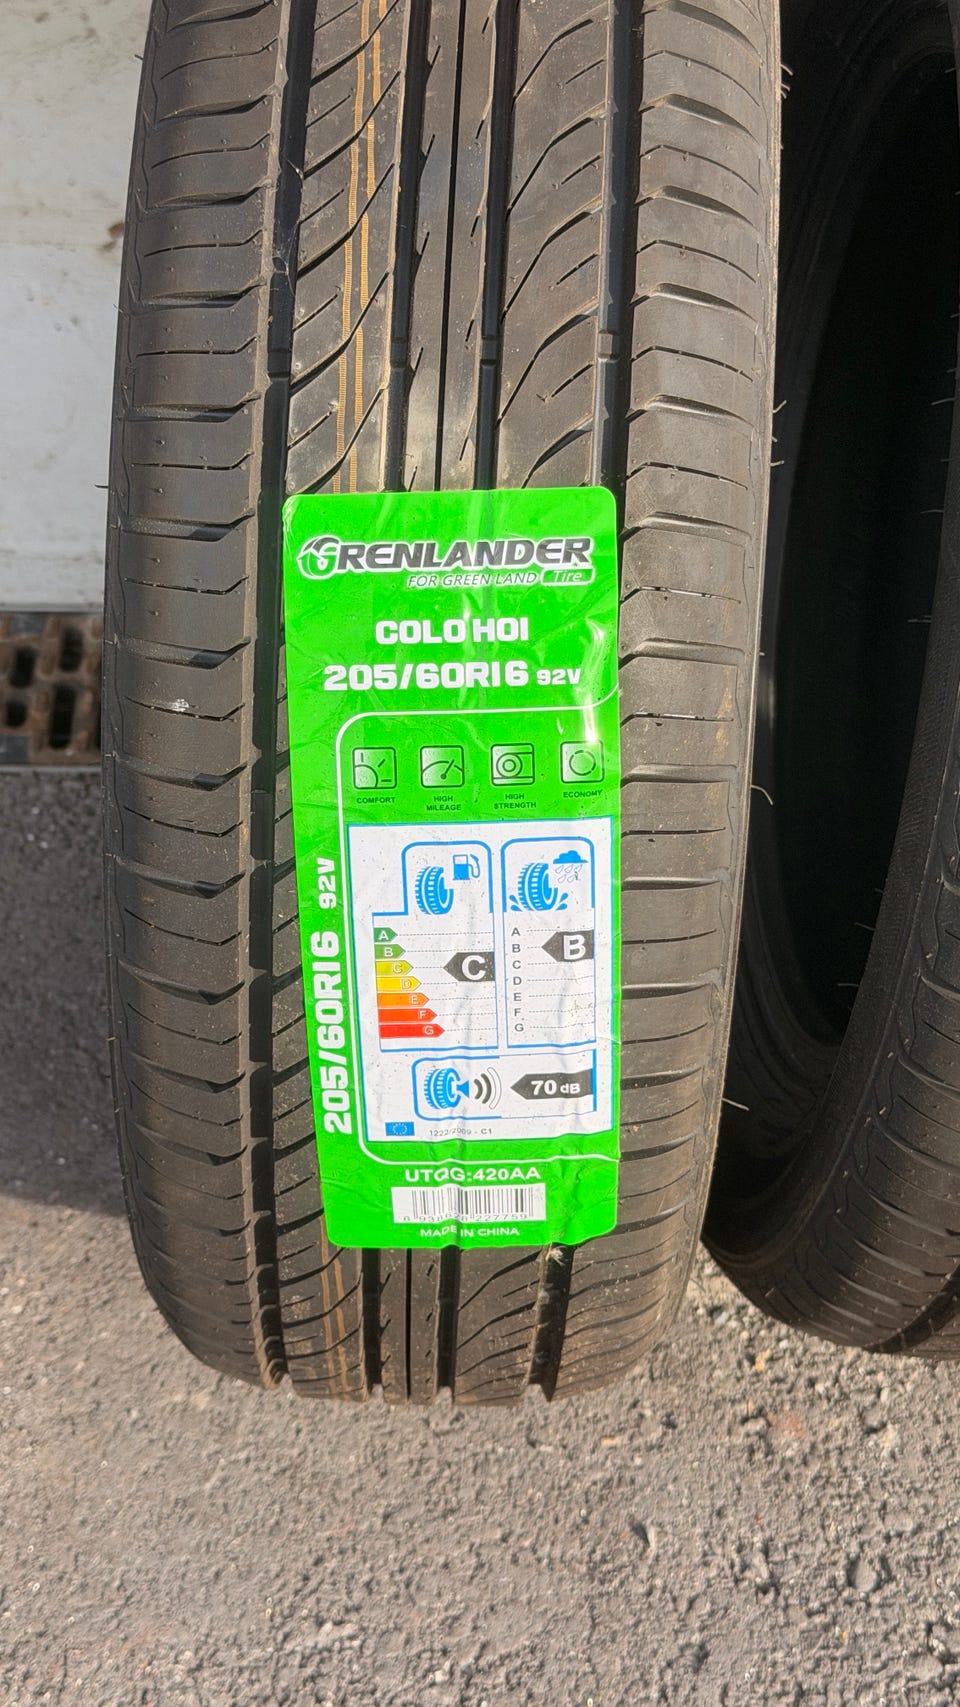 GRENLANDER
FOR GREEN LAND Tire
COLO H01
205/60R16 92V
COMFORT
HIGH MILEAGE
HIGH STRENGTH
ECONOMY
205/60R16 92V
A
B
C
D
E
F
G
C
A
B
C
D
E
F
G
B
70 dB
1222/2009 - C1
UTQG:420AA
227759
MADE IN CHINA